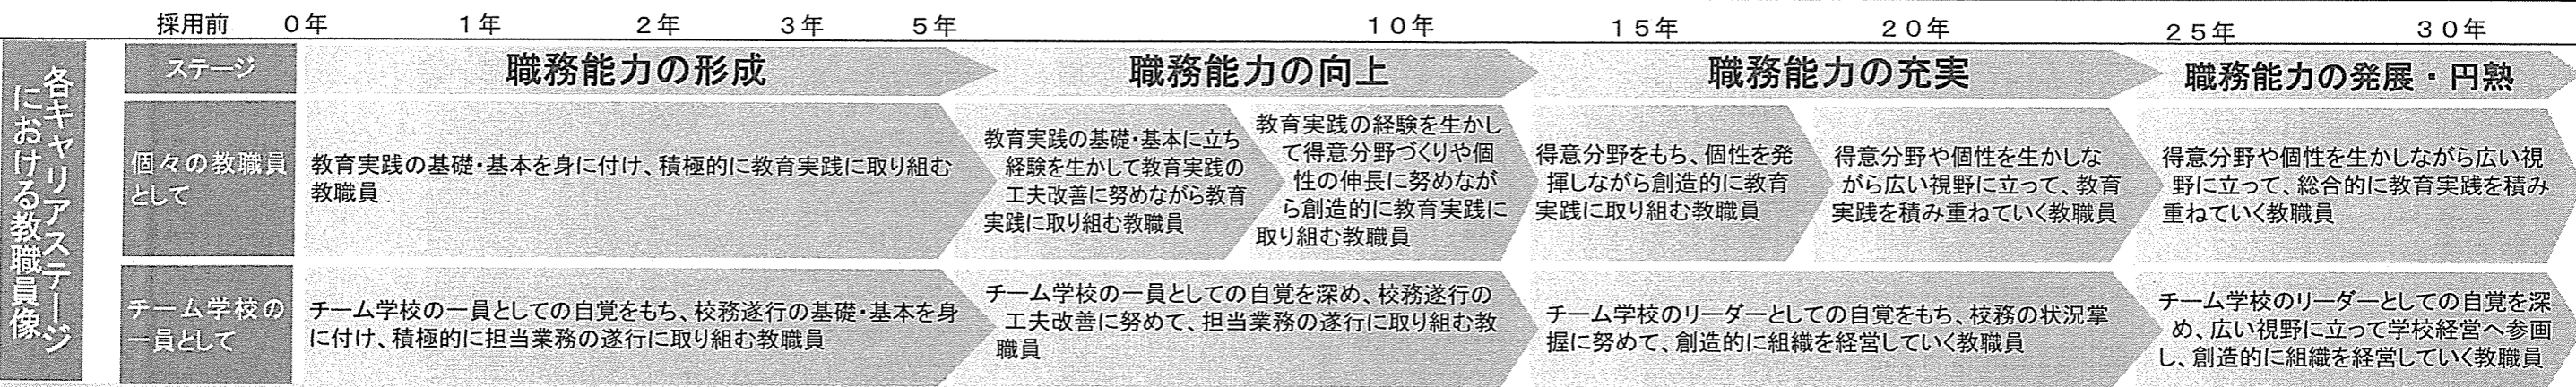 採用前 0年 1年 2年 3年 5年 10年 15年 20年 25年 30年
各キャリアステージ
における教職員像
ステージ
職務能力の形成
職務能力の向上
職務能力の充実
職務能力の発展・円熟
個々の教職員
として
教育実践の基礎・基本を身に付け、積極的に教育実践に取り組む
教職員
教育実践の基礎・基本に立ち
経験を生かして教育実践の
工夫改善に努めながら教育
実践に取り組む教職員
教育実践の経験を生かし
て得意分野づくりや個
性の伸長に努めなが
ら創造的に教育実践に
取り組む教職員
得意分野をもち、個性を発
揮しながら創造的に教育
実践に取り組む教職員
得意分野や個性を生かしな
がら広い視野に立って、教育
実践を積み重ねていく教職員
得意分野や個性を生かしながら広い視
野に立って、総合的に教育実践を積み
重ねていく教職員
チーム学校の
一員として
チーム学校の一員としての自覚をもち、校務遂行の基礎・基本を身
に付け、積極的に担当業務の遂行に取り組む教職員
チーム学校の一員としての自覚を深め、校務遂行の
工夫改善に努めて、担当業務の遂行に取り組む教
職員
チーム学校のリーダーとしての自覚をもち、校務の状況掌
握に努めて、創造的に組織を経営していく教職員
チーム学校のリーダーとしての自覚を深
め、広い視野に立って学校経営へ参画
し、創造的に組織を経営していく教職員